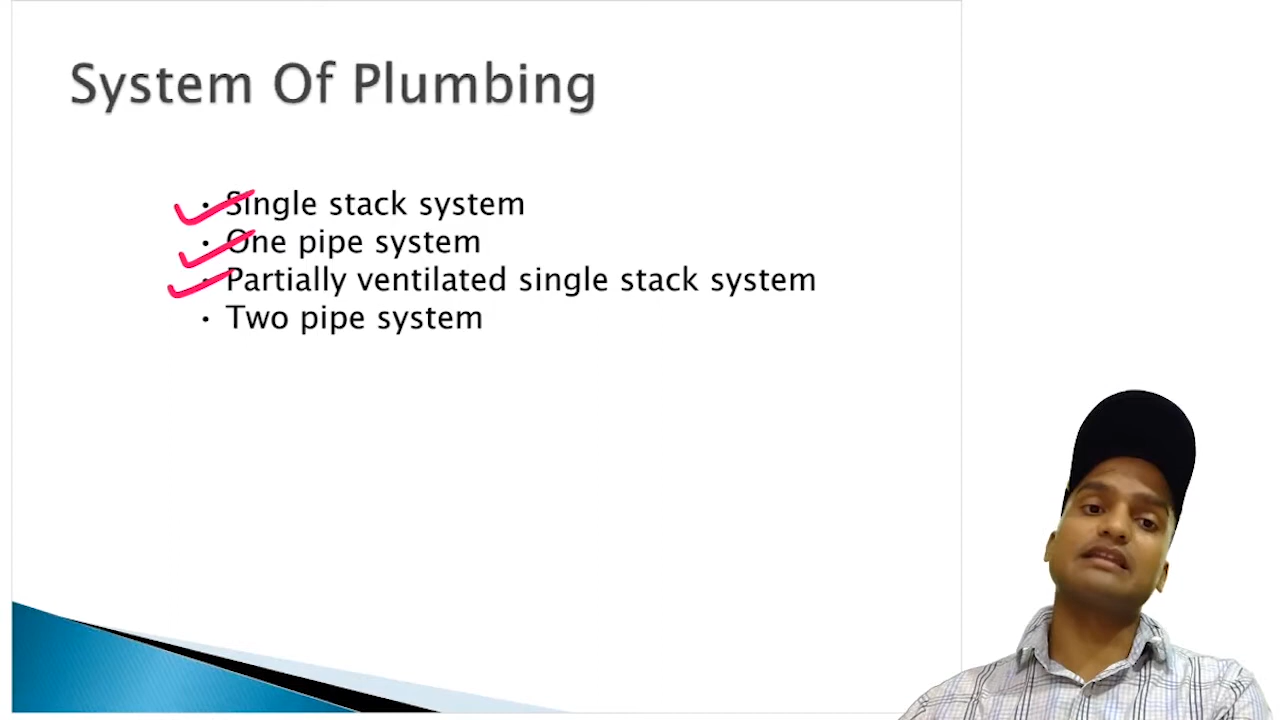 System Of Plumbing
• Single stack system
• One pipe system
• Partially ventilated single stack system
• Two pipe system